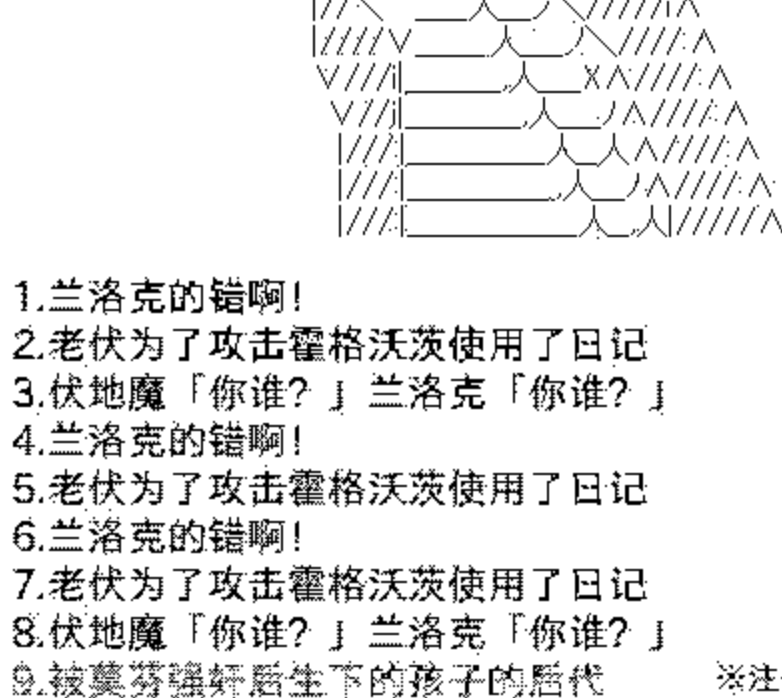 1.兰洛克的错啊!
2.老伏为了攻击霍格沃茨使用了日记
3.伏地魔「你谁?」兰洛克「你谁?」
4.兰洛克的错啊!
5.老伏为了攻击霍格沃茨使用了日记
6.兰洛克的错啊!
7.老伏为了攻击霍格沃茨使用了日记
8.伏地魔「你谁?」兰洛克「你谁?」
9.被莫芬强奸后生下的孩子的后代 ※注